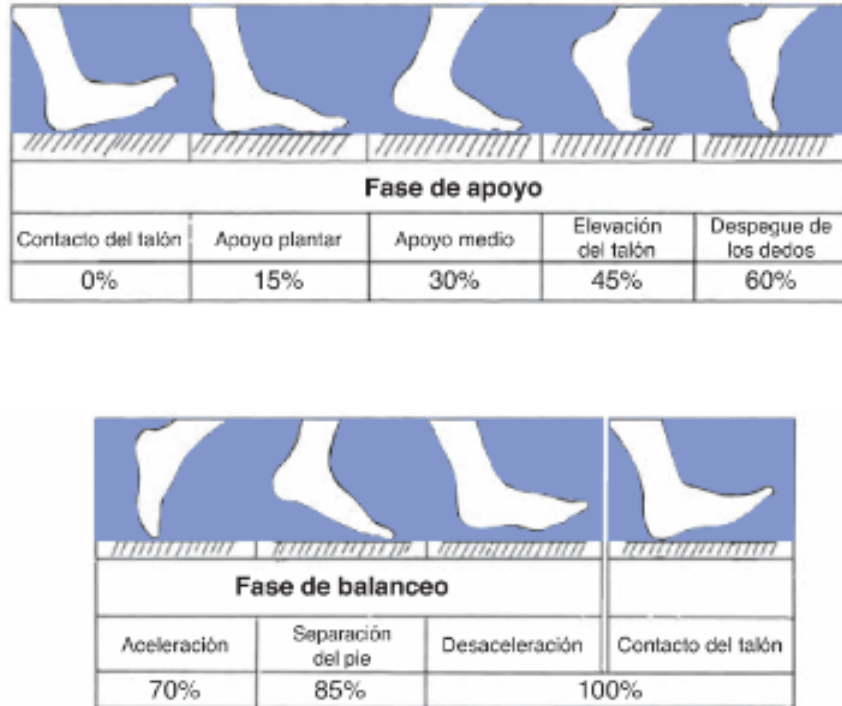 Fase de apoyo
Contacto del talón
Apoyo plantar
Apoyo medio
Elevación
del talón
Despegue de
los dedos
0%
15%
30%
45%
60%
Fase de balanceo
Aceleración
Separación
del pie
Desaceleración
Contacto del talón
70%
85%
100%